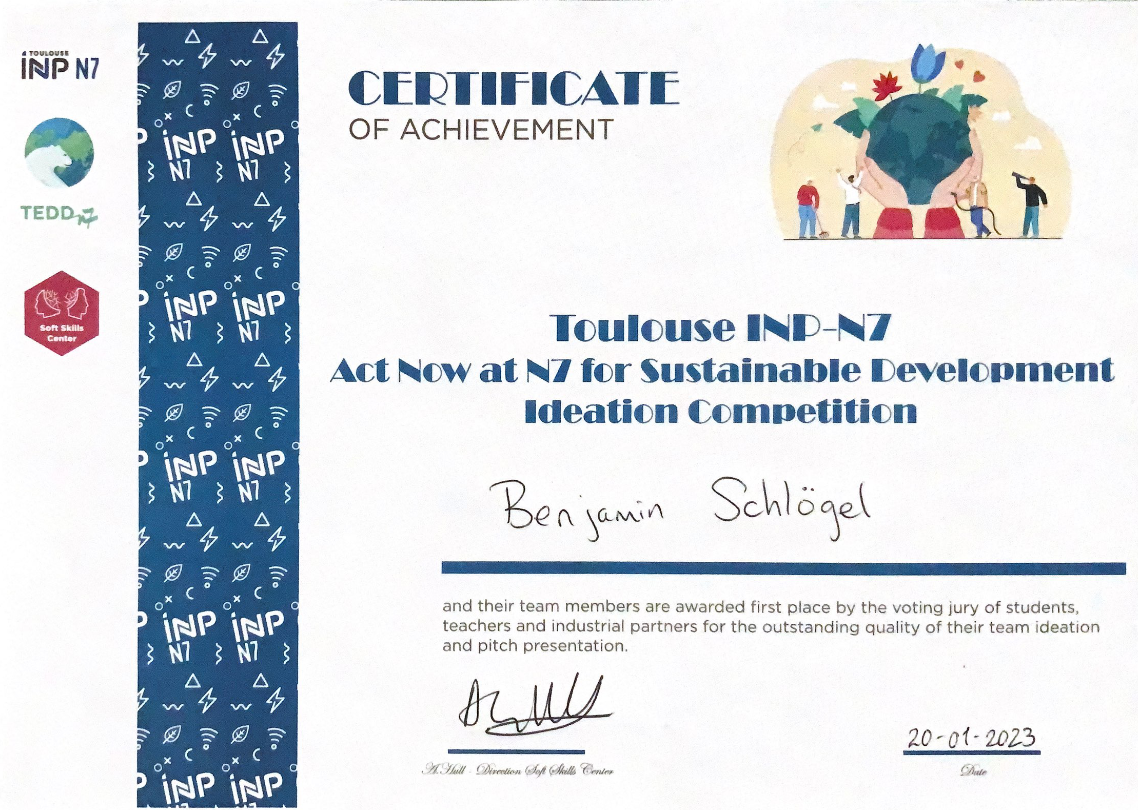 TOULOUSE
INP N7
TEDD N7
Soft Skills
Center
INP INP
N7 N7
INP INP
N7 N7
INP INP
N7 N7
INP INP
N7 N7
INP INP
CERTIFICATE
OF ACHIEVEMENT
Toulouse INP-N7
Act Now at N7 for Sustainable Development
Ideation Competition
Benjamin Schlögel
and their team members are awarded first place by the voting jury of students,
teachers and industrial partners for the outstanding quality of their team ideation
and pitch presentation.
20-01-2023
A.Hull - Direction Soft Skills Center
Date